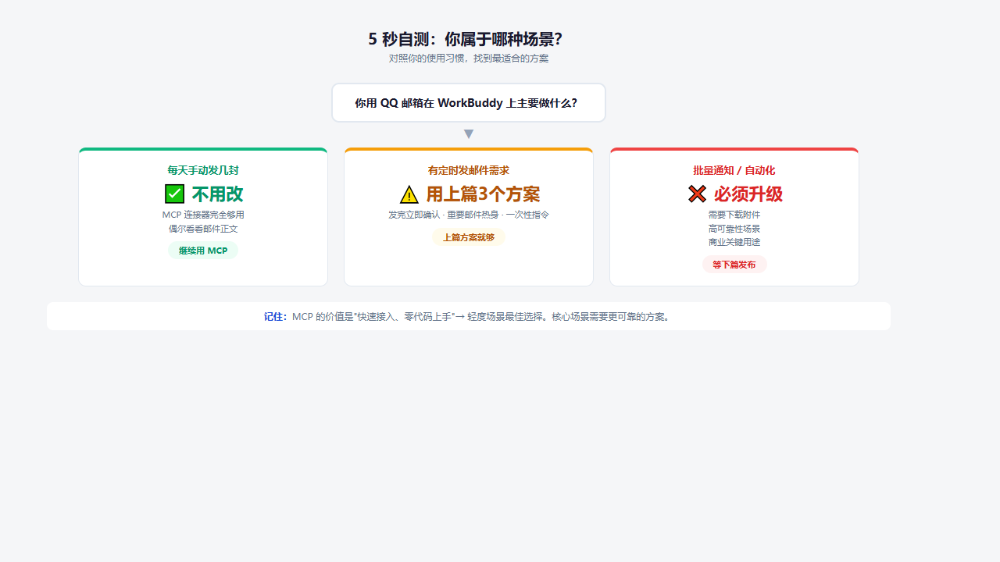 5 秒自测：你属于哪种场景？
对照你的使用习惯，找到最适合的方案
你用 QQ 邮箱在 WorkBuddy 上主要做什么？
每天手动发几封
✅ 不用改
MCP 连接器完全够用
偶尔看看邮件正文
继续用 MCP
有定时发邮件需求
⚠️ 用上篇3个方案
发完立即确认 · 重要邮件热身 · 一次性指令
上篇方案就够
批量通知 / 自动化
❌ 必须升级
需要下载附件
高可靠性场景
商业关键用途
等下篇发布
记住：MCP 的价值是"快速接入、零代码上手"→ 轻度场景最佳选择。核心场景需要更可靠的方案。